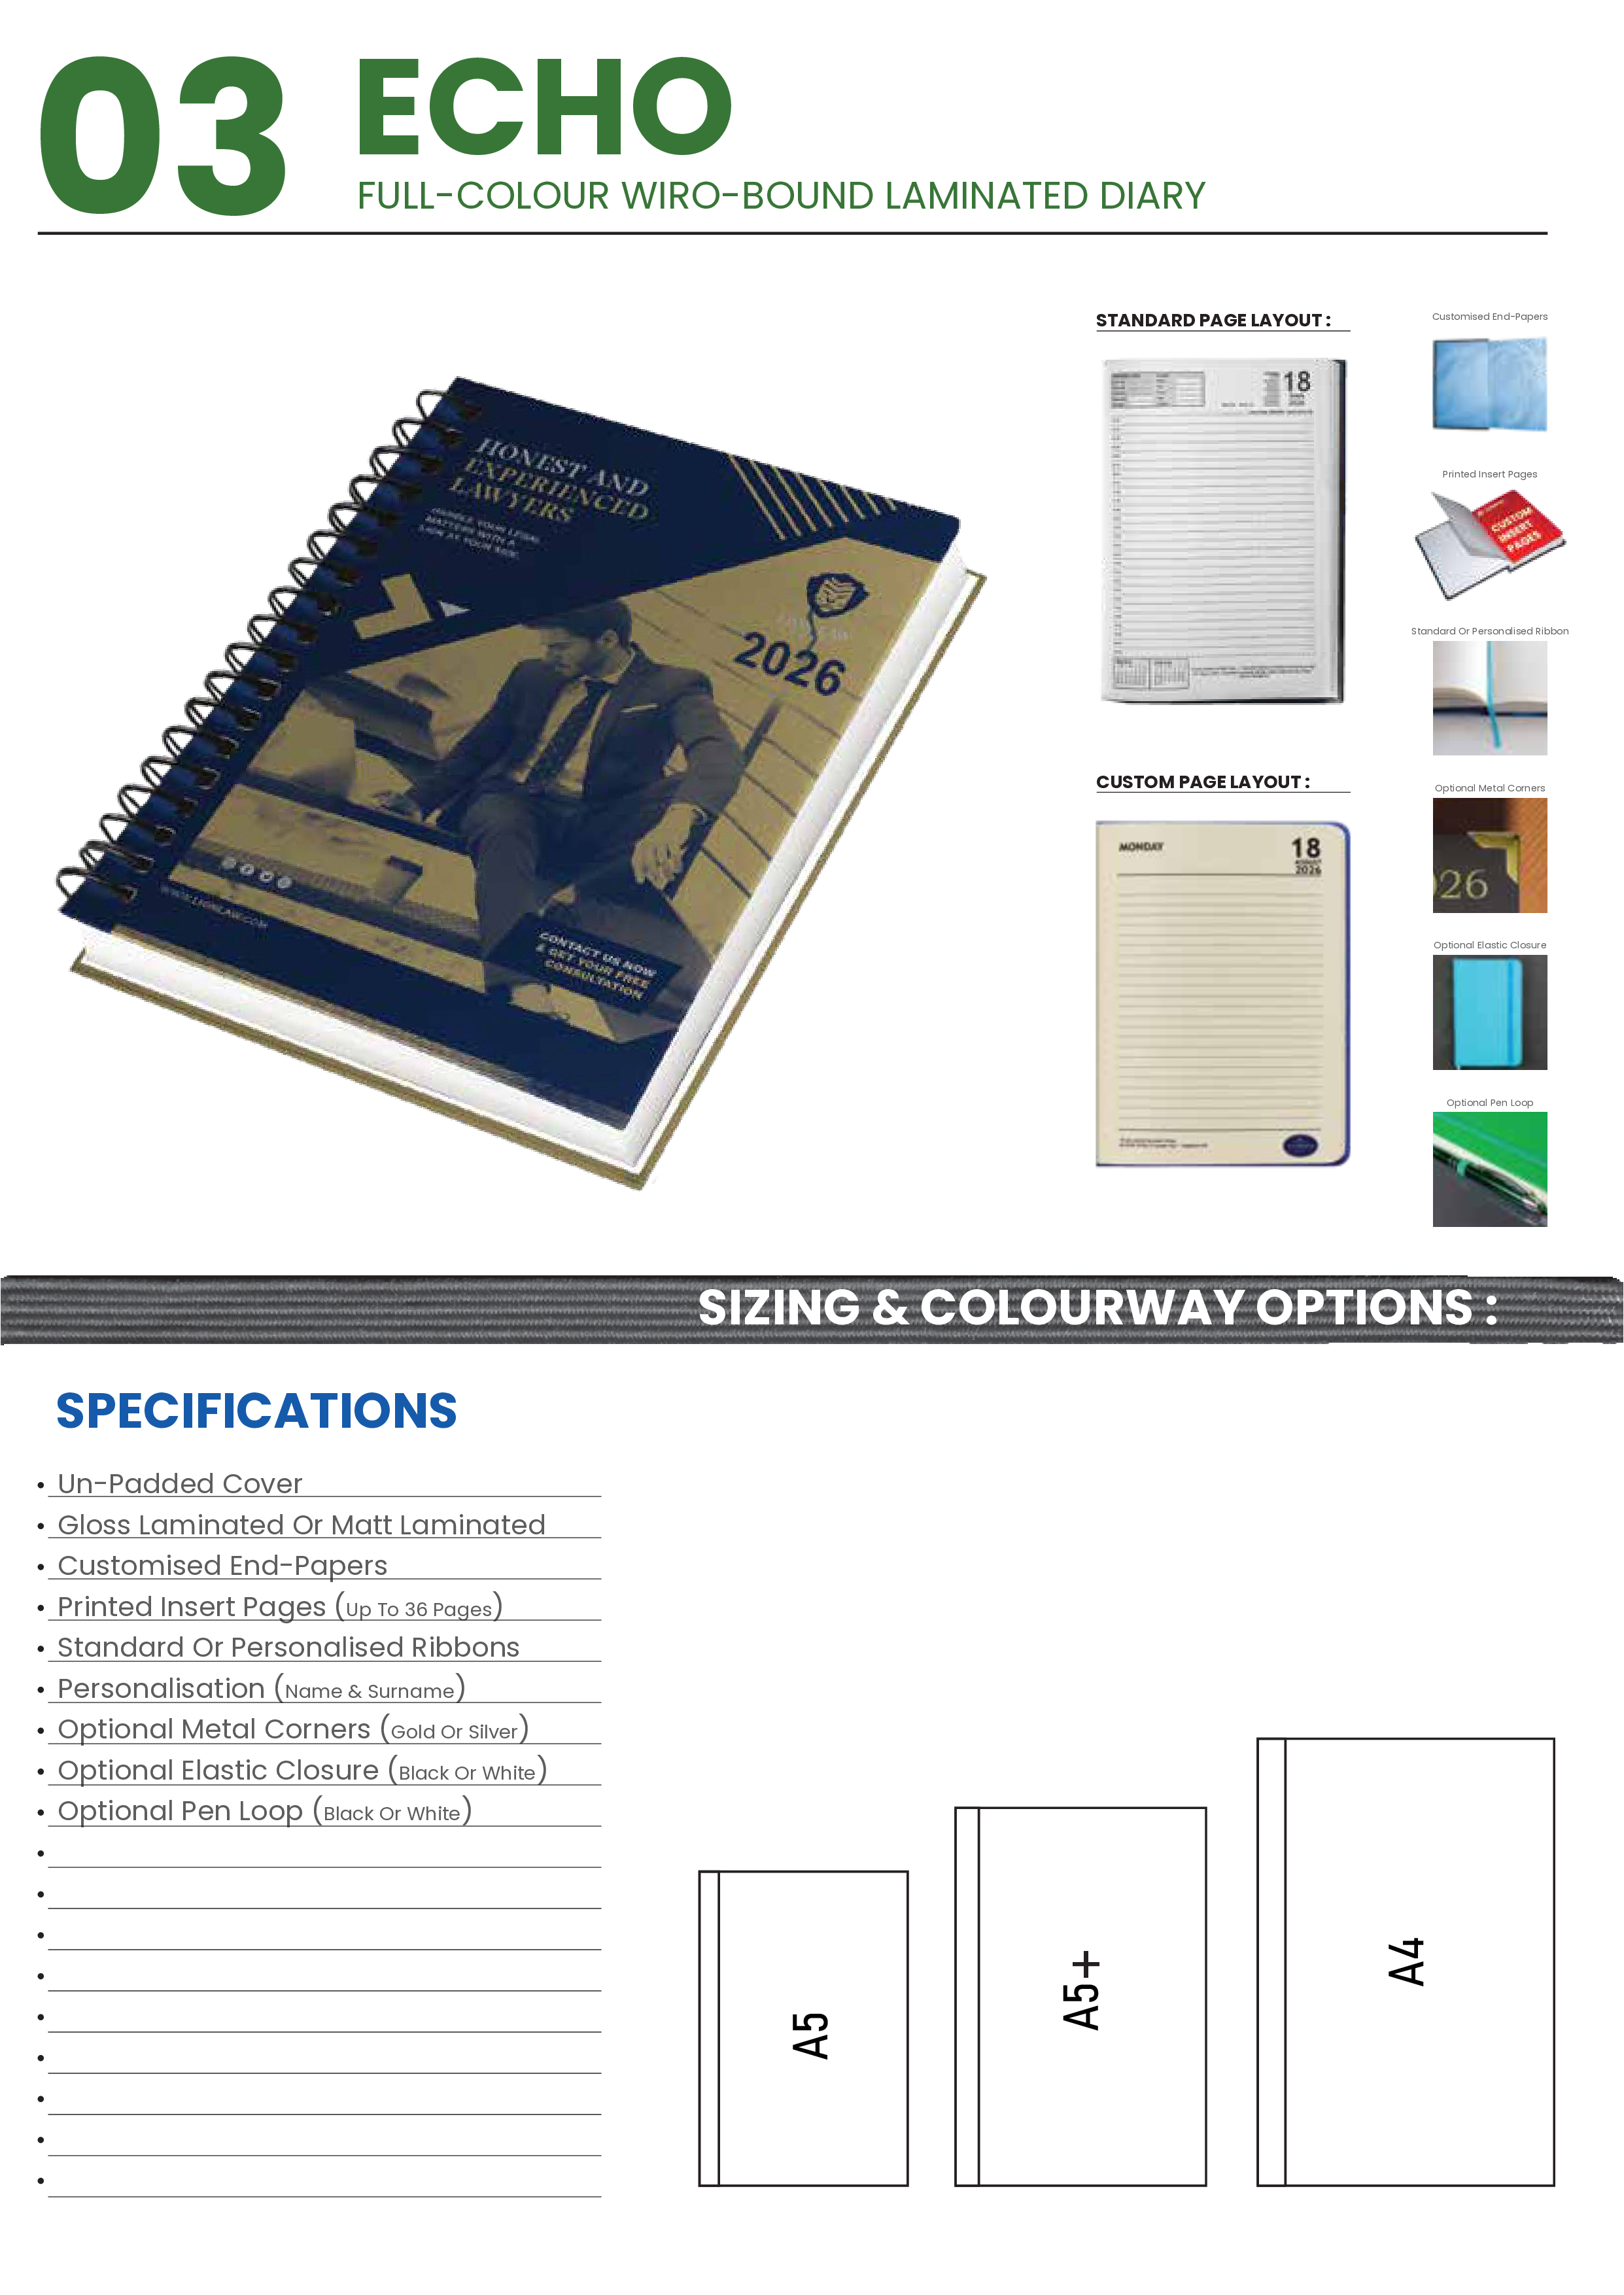 03
ECHO
FULL-COLOUR WIRO-BOUND LAMINATED DIARY
HONEST AND
EXPERIENCED
LAWYERS
HANDLE YOUR LEGAL
MATTERS WITH A
LION AT YOUR SIDE.
2026
WWW.LIONLAW.COM
CONTACT US NOW
& GET YOUR FREE
CONSULTATION
STANDARD PAGE LAYOUT :
18
2026
CUSTOM PAGE LAYOUT :
MONDAY
18
AUGUST
2026
Customised End-Papers
Printed Insert Pages
CUSTOM
INSERT
PAGES
Standard Or Personalised Ribbon
Optional Metal Corners
26
Optional Elastic Closure
Optional Pen Loop
SIZING & COLOURWAY OPTIONS :
SPECIFICATIONS
• Un-Padded Cover
• Gloss Laminated Or Matt Laminated
• Customised End-Papers
• Printed Insert Pages (Up To 36 Pages)
• Standard Or Personalised Ribbons
• Personalisation (Name & Surname)
• Optional Metal Corners (Gold Or Silver)
• Optional Elastic Closure (Black Or White)
• Optional Pen Loop (Black Or White)
A5
A5+
A4